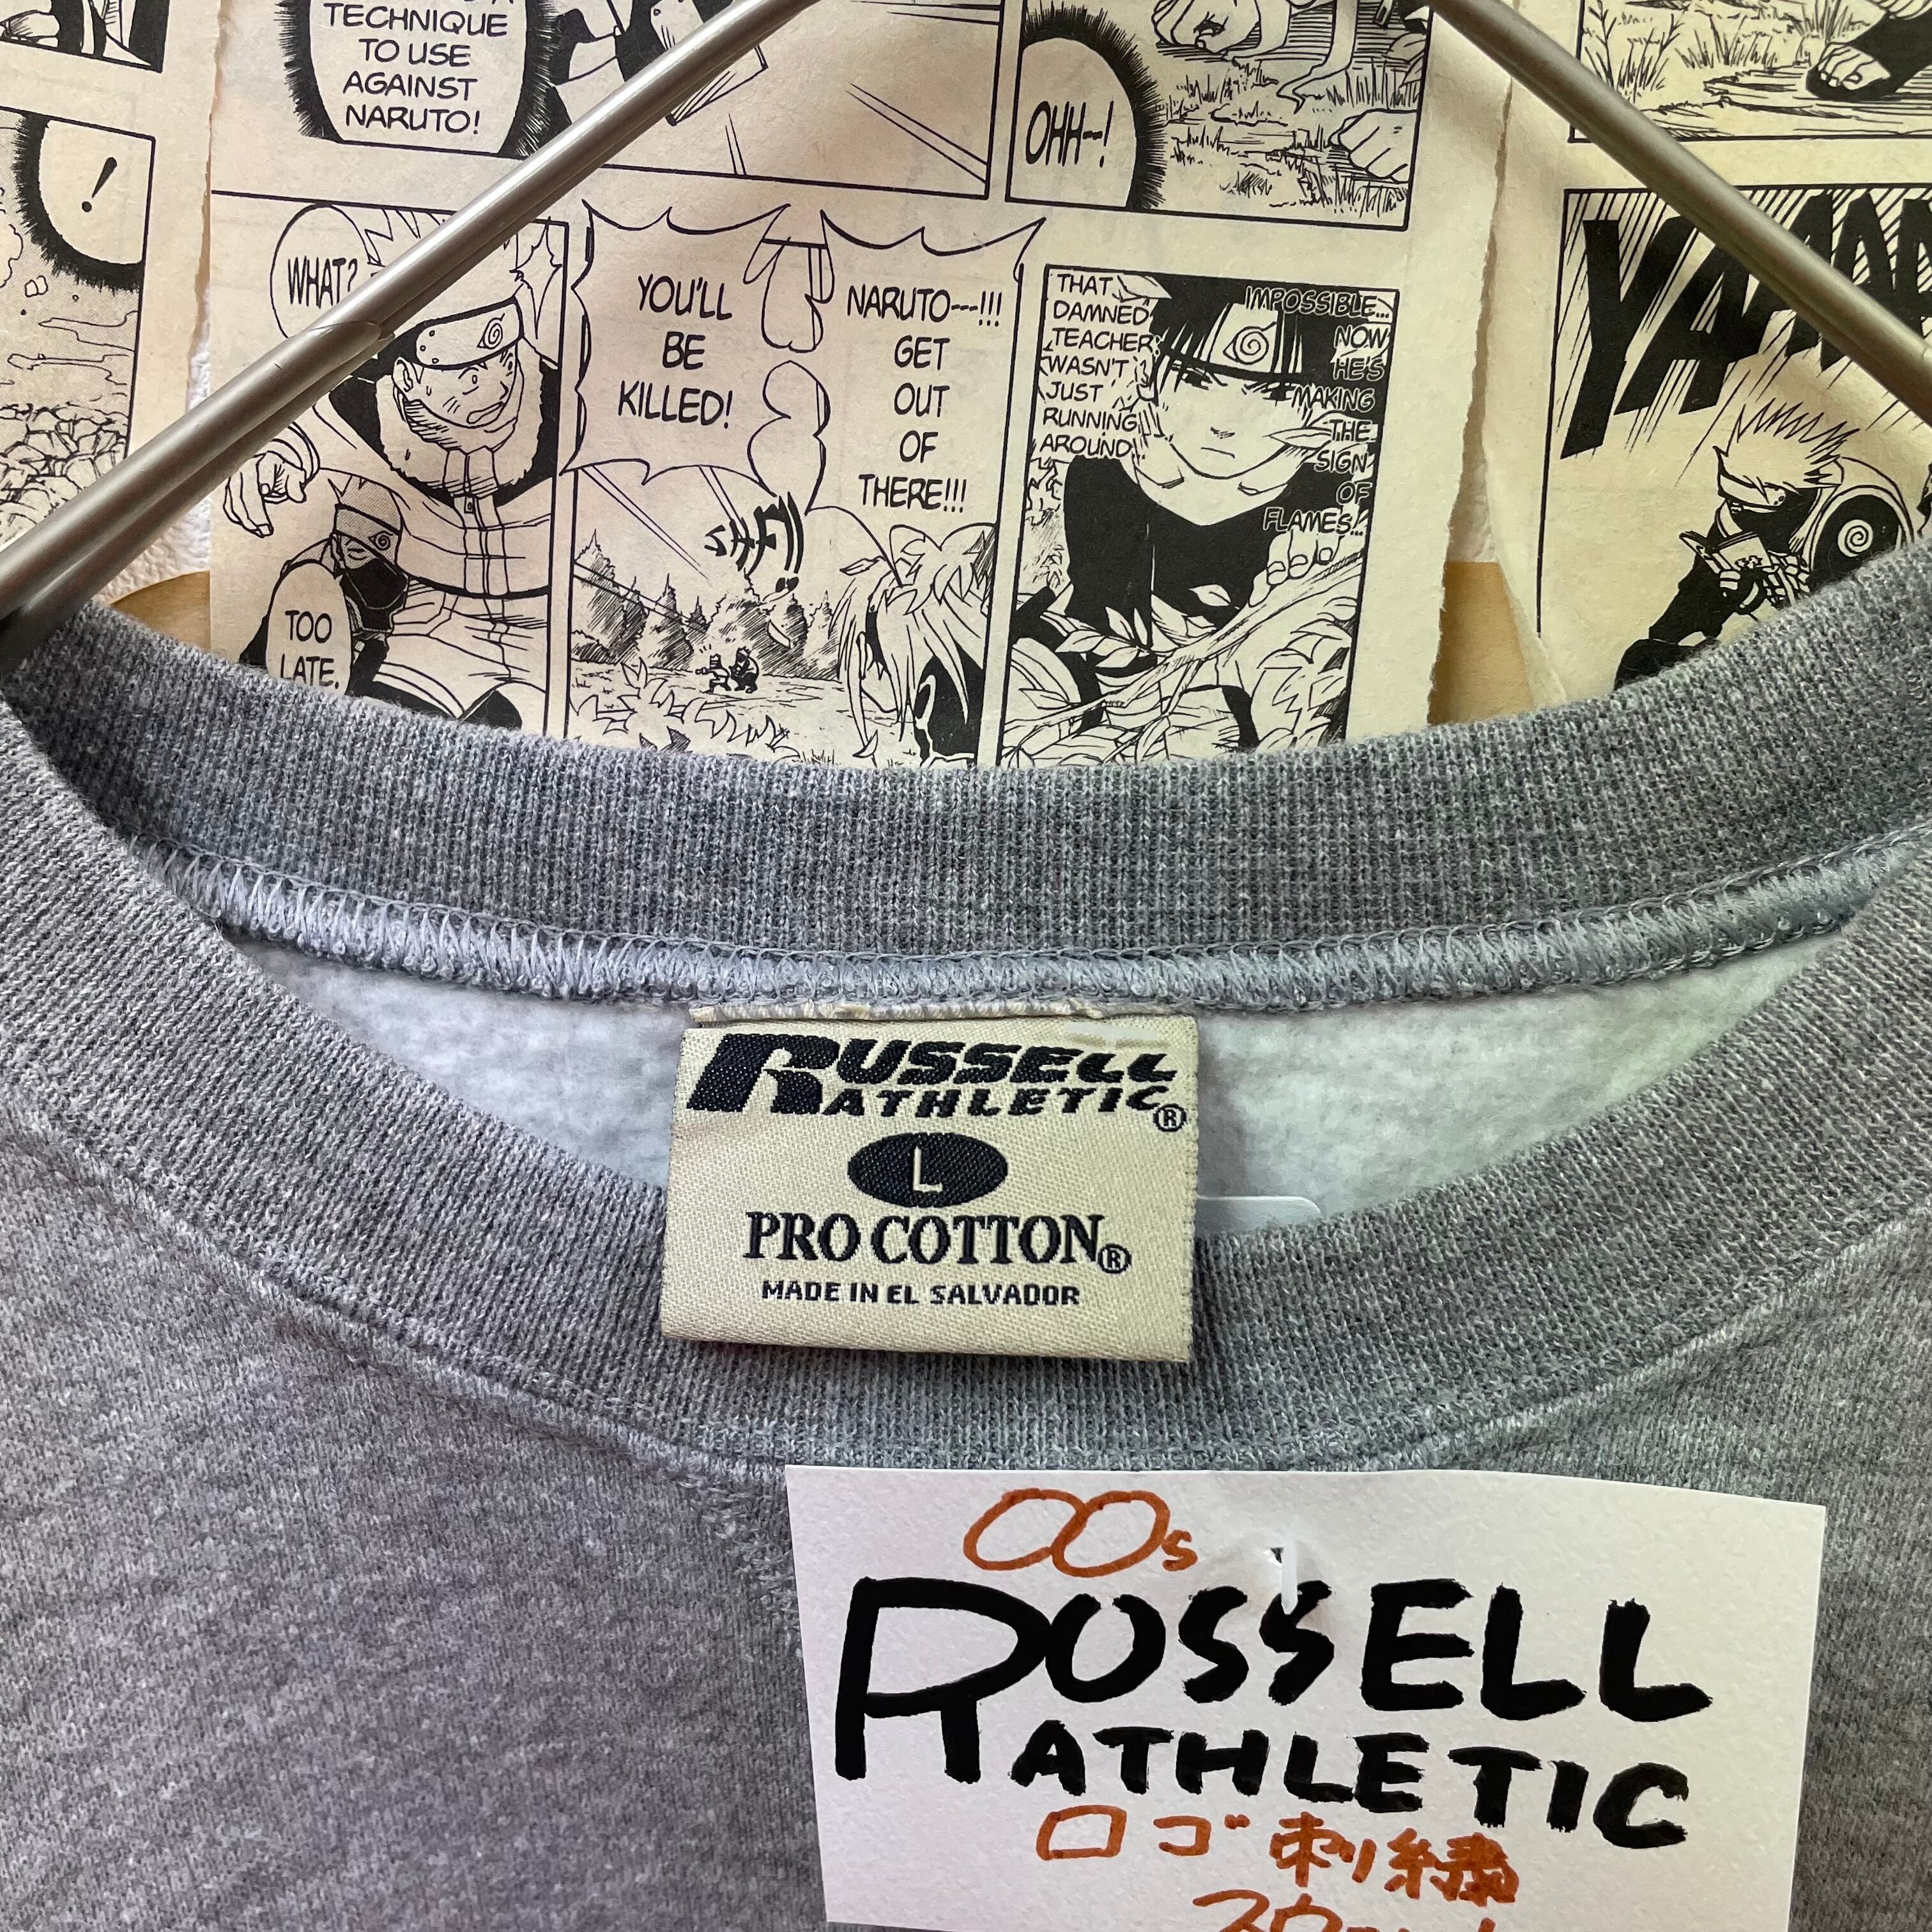 TECHNIQUE
TO USE
AGAINST
NARUTO!
OHH--!
!
WHAT?
YOU'LL
BE
KILLED!
NARUTO---!!!
GET
OUT
OF
THERE!!!
THAT
DAMNED
TEACHER
WASN'T
JUST
RUNNING
AROUND..
IMPOSSIBLE...
NOW
HE'S
MAKING
THE
SIGN
OF
FLAMES!
TOO
LATE.
RUSSELL
ATHLETIC®
L
PRO COTTON®
MADE IN EL SALVADOR
00s
ROSSELL
ATHLETIC
ロゴ刺繍